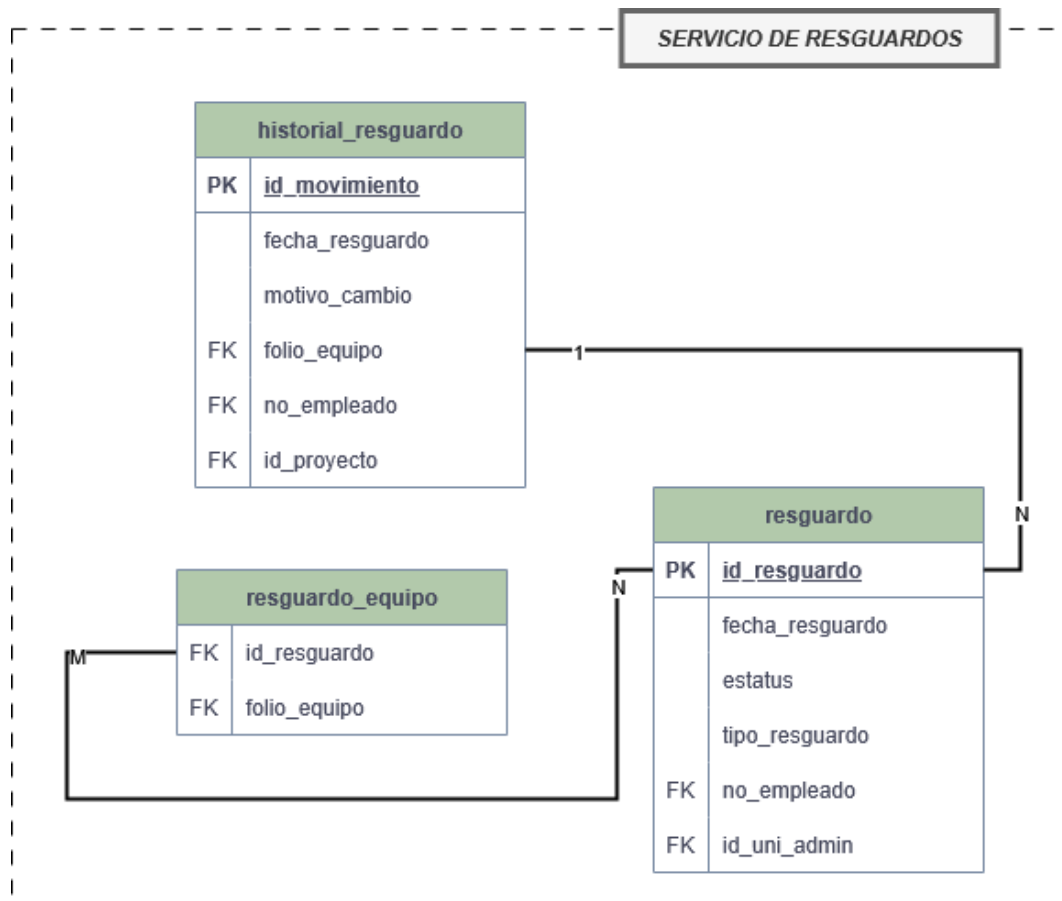 SERVICIO DE RESGUARDOS
historial_resguardo
PK id_movimiento
fecha_resguardo
motivo_cambio
FK folio_equipo
1
FK no_empleado
FK id_proyecto
resguardo
N
PK id_resguardo
N
fecha_resguardo
estatus
tipo_resguardo
FK no_empleado
FK id_uni_admin
resguardo_equipo
M
FK id_resguardo
FK folio_equipo